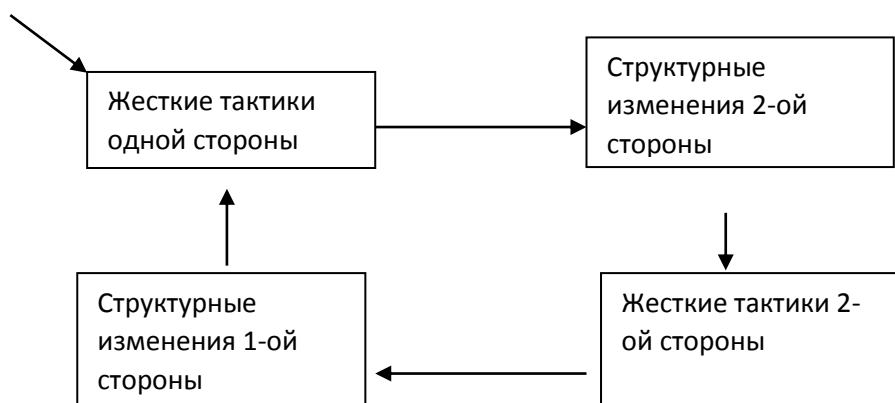 Жесткие тактики
одной стороны
Структурные
изменения 2-ой
стороны
Структурные
изменения 1-ой
стороны
Жесткие тактики 2-
ой стороны